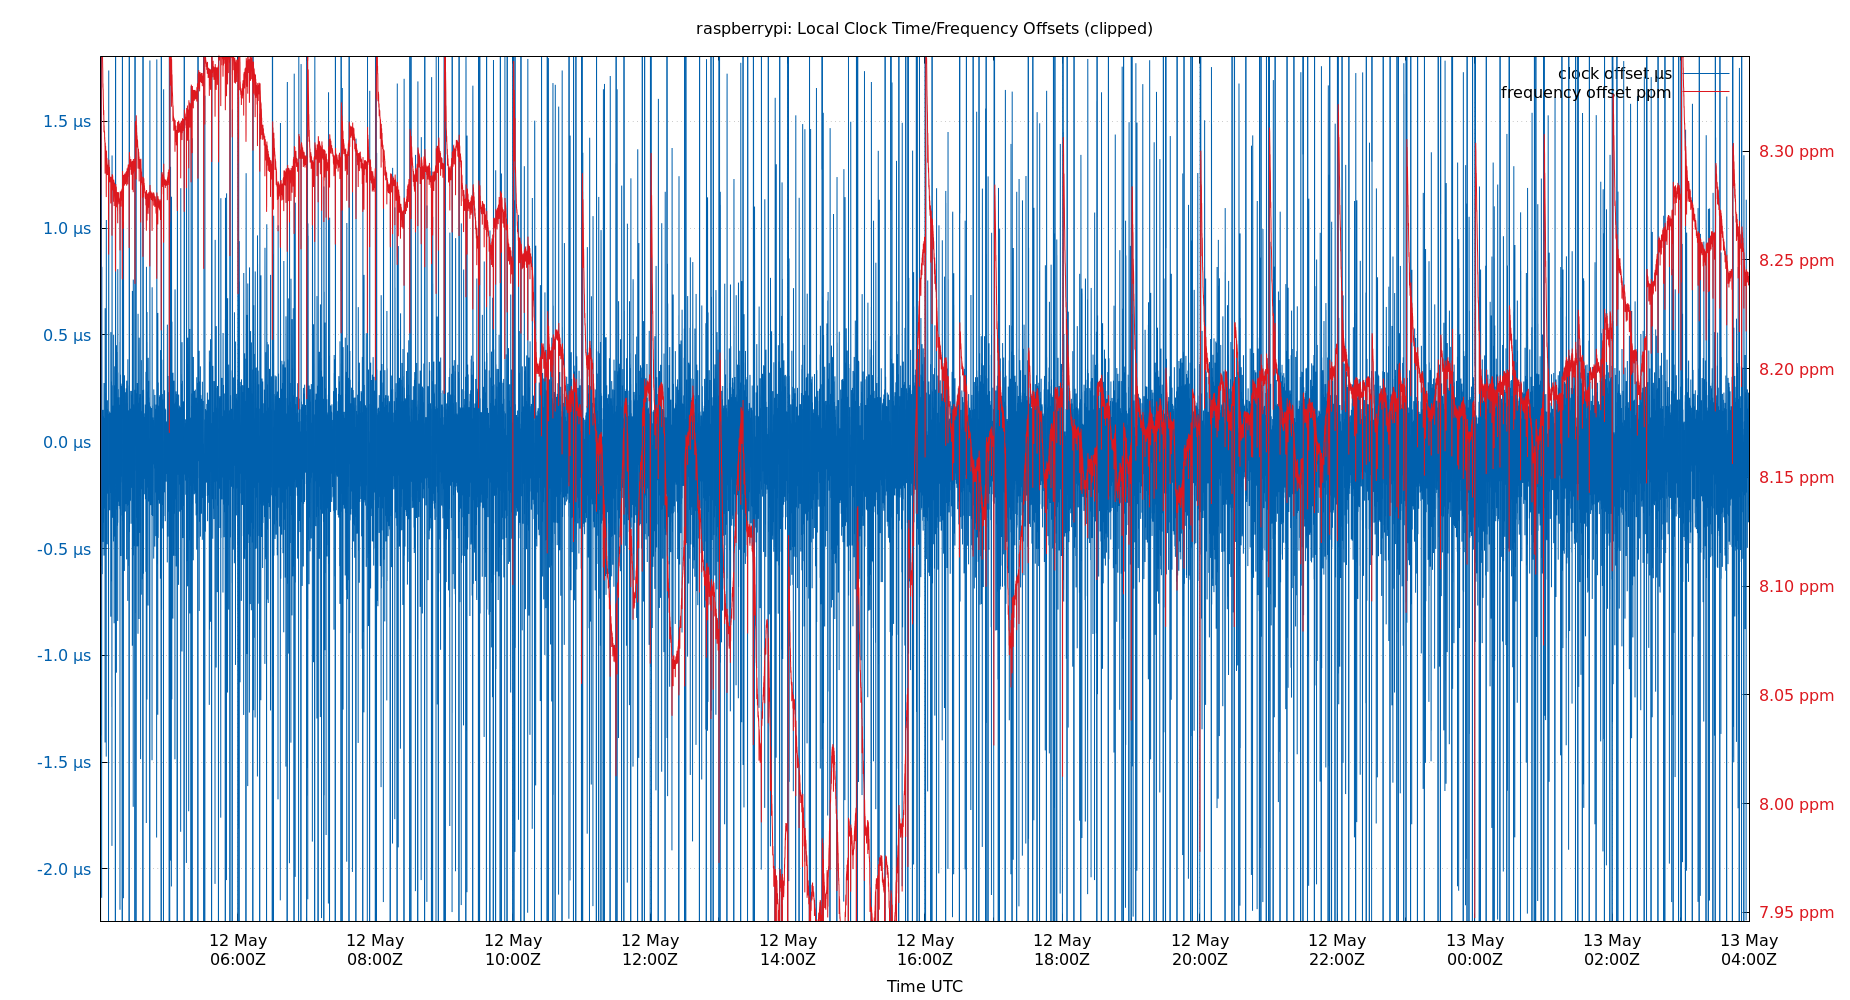 raspberrypi: Local Clock Time/Frequency Offsets (clipped)
clock offset µs
frequency offset ppm
1.5 µs
1.0 µs
0.5 µs
0.0 µs
-0.5 µs
-1.0 µs
-1.5 µs
-2.0 µs
8.30 ppm
8.25 ppm
8.20 ppm
8.15 ppm
8.10 ppm
8.05 ppm
8.00 ppm
7.95 ppm
12 May 12 May 12 May 12 May 12 May 12 May 12 May 12 May 12 May 13 May 13 May 13 May
06:00Z 08:00Z 10:00Z 12:00Z 14:00Z 16:00Z 18:00Z 20:00Z 22:00Z 00:00Z 02:00Z 04:00Z
Time UTC